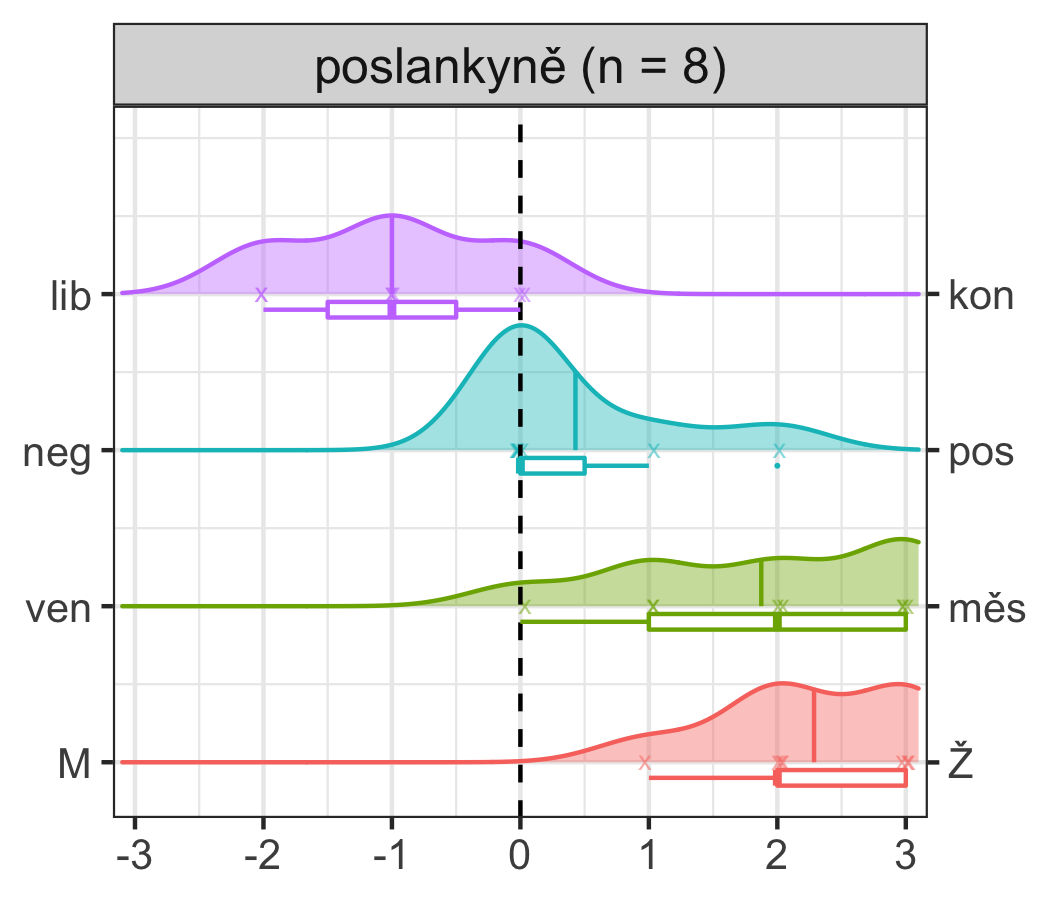 poslankyně (n = 8)
lib kon
neg pos
ven měs
M Ž
-3 -2 -1 0 1 2 3